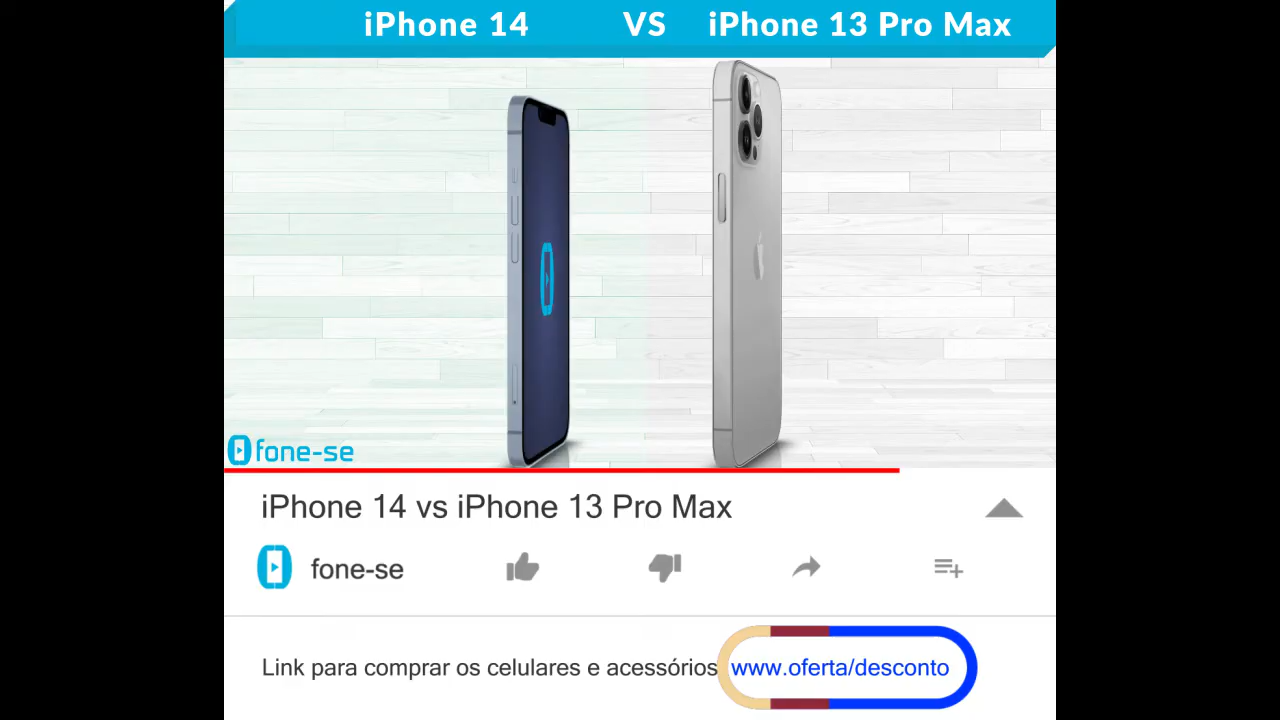 iPhone 14 VS iPhone 13 Pro Max
fone-se
iPhone 14 vs iPhone 13 Pro Max
fone-se
Link para comprar os celulares e acessórios www.oferta/desconto